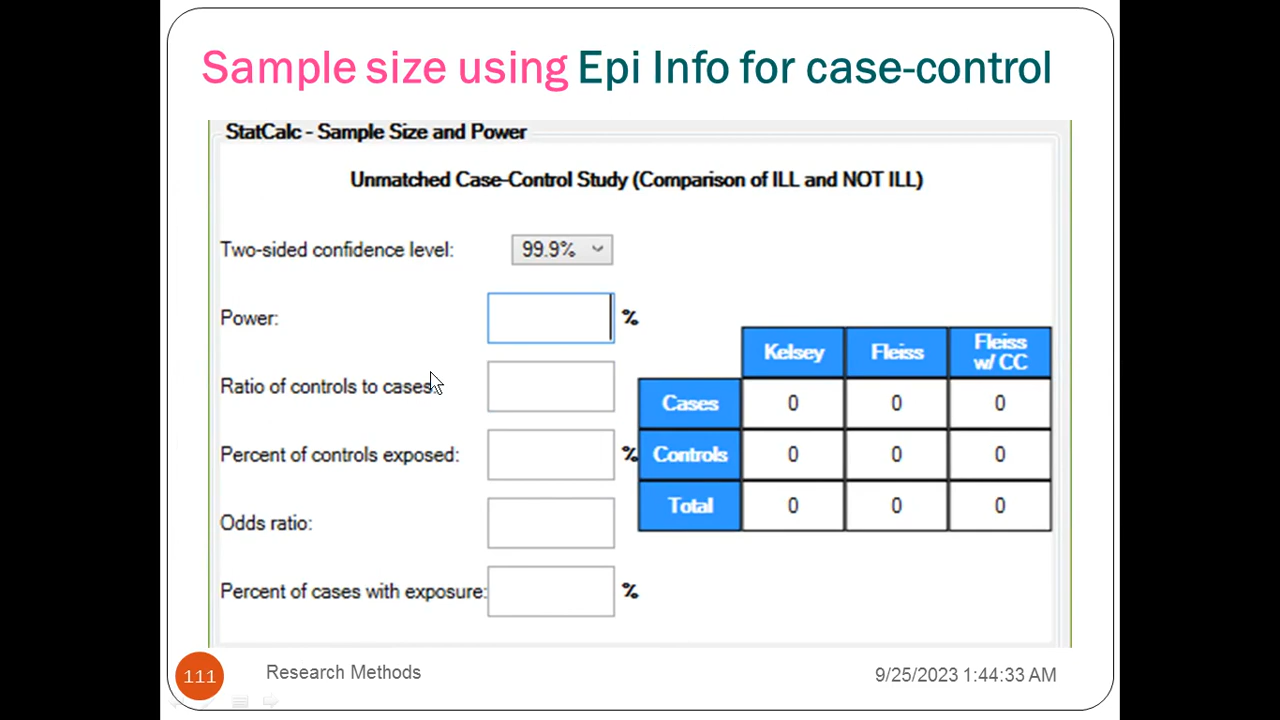 Sample size using Epi Info for case-control
StatCalc - Sample Size and Power
Unmatched Case-Control Study (Comparison of ILL and NOT ILL)
Two-sided confidence level: 99.9%
Power: %
Ratio of controls to cases:
Percent of controls exposed: %
Odds ratio:
Percent of cases with exposure: %
Kelsey Fleiss Fleiss w/ CC
Cases 0 0 0
Controls 0 0 0
Total 0 0 0
111 Research Methods 9/25/2023 1:44:33 AM